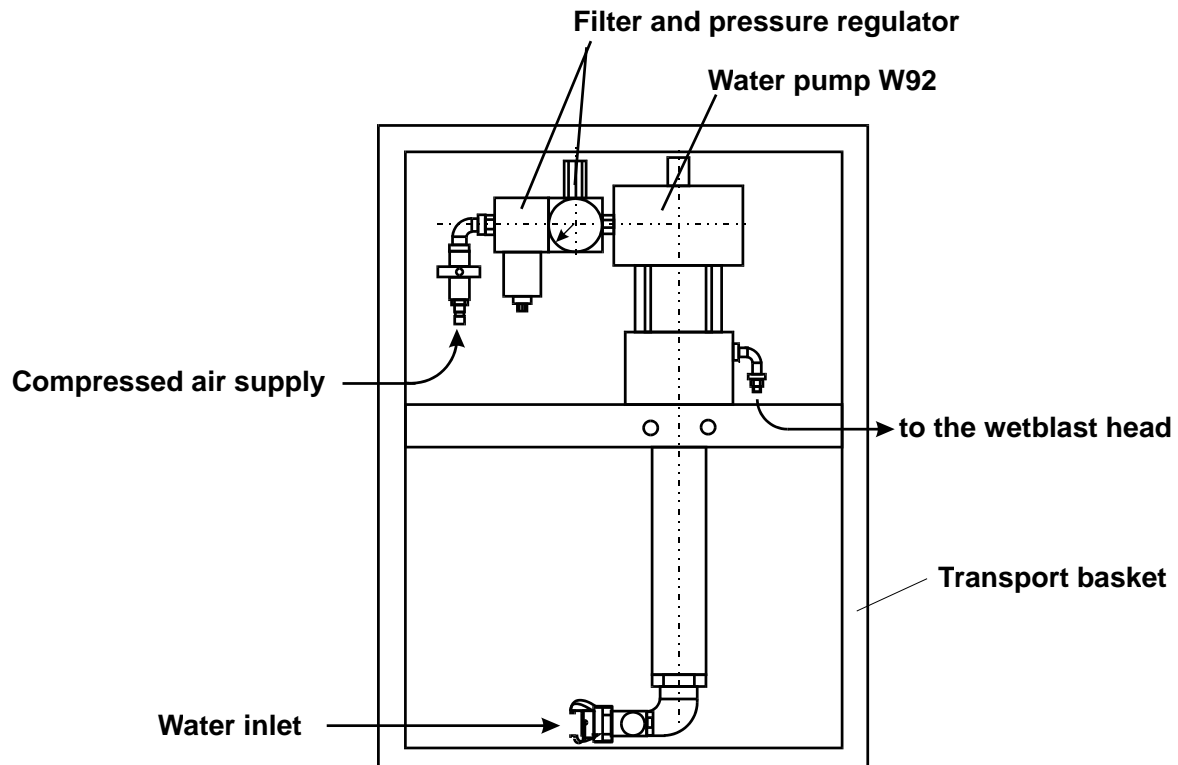 Filter and pressure regulator
Water pump W92
Compressed air supply
to the wetblast head
Transport basket
Water inlet